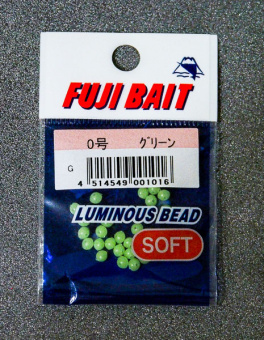 FUJI BAIT
0号 グリーン
G
4 514549 001016
LUMINOUS BEAD
SOFT